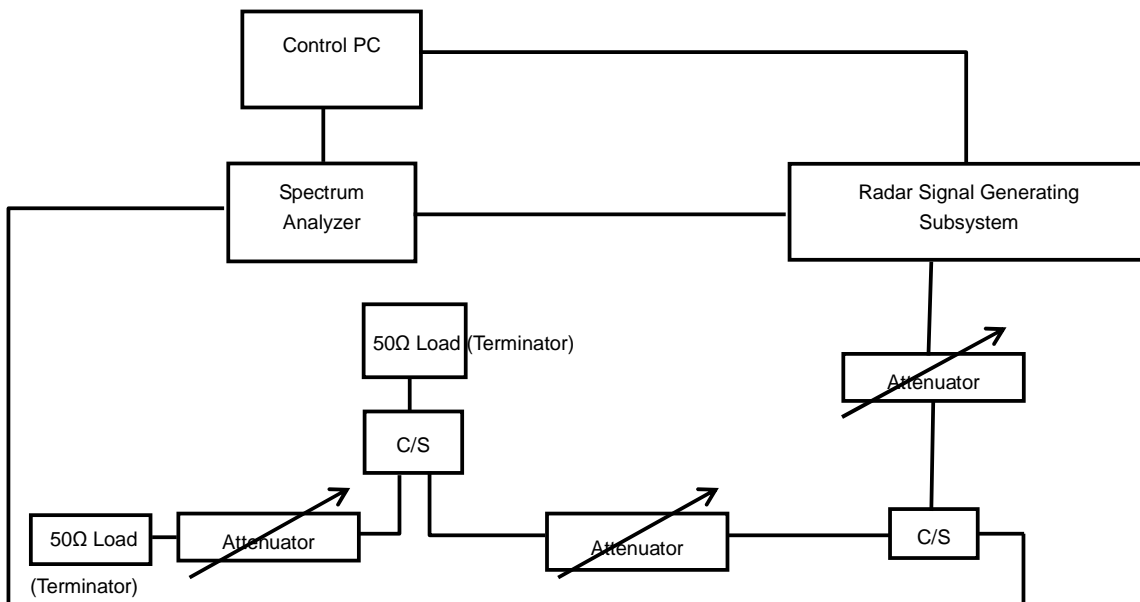 Control PC
Spectrum
Analyzer
Radar Signal Generating
Subsystem
50Ω Load (Terminator)
Attenuator
C/S
50Ω Load
(Terminator)
Attenuator
Attenuator
C/S